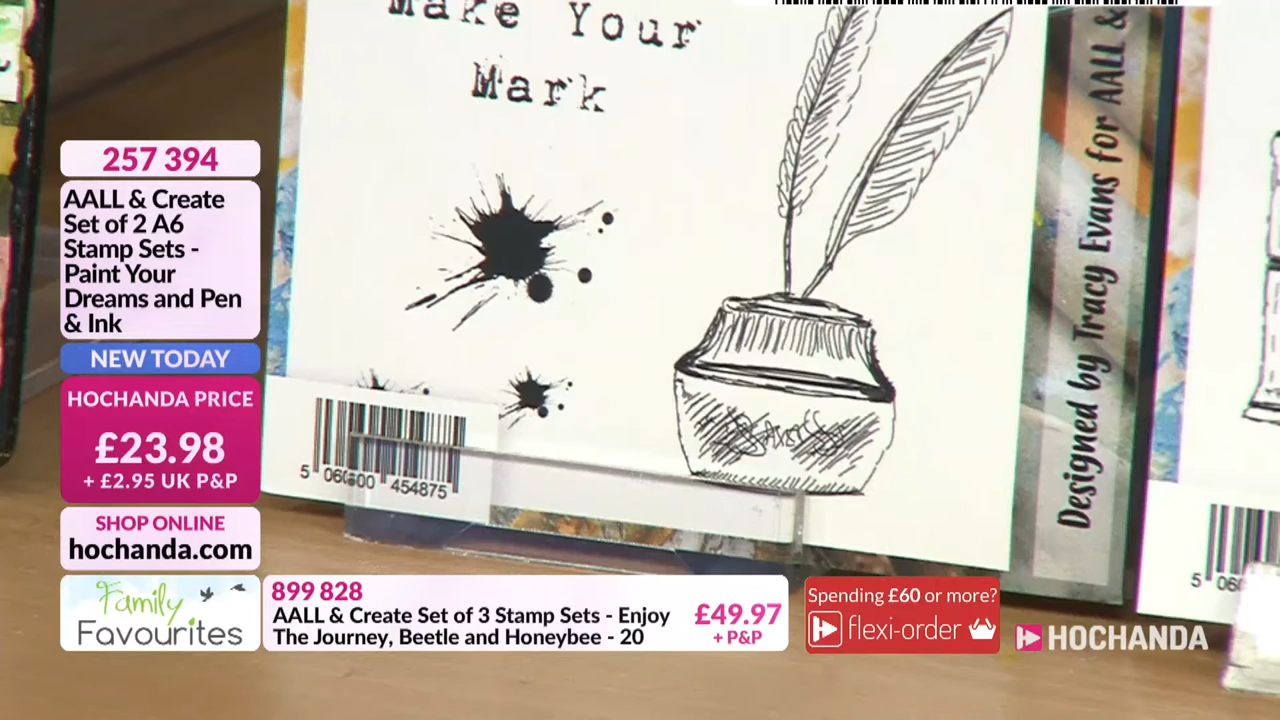 Make Your
Mark
Designed by Tracy Evans for AALL &
257 394
AALL & Create
Set of 2 A6
Stamp Sets -
Paint Your
Dreams and Pen
& Ink
NEW TODAY
HOCHANDA PRICE
£23.98
+ £2.95 UK P&P
SHOP ONLINE
hochanda.com
5 060600 454875
5 060
Family
Favourites
899 828
AALL & Create Set of 3 Stamp Sets - Enjoy
The Journey, Beetle and Honeybee - 20
£49.97
+ P&P
Spending £60 or more?
flexi-order
HOCHANDA